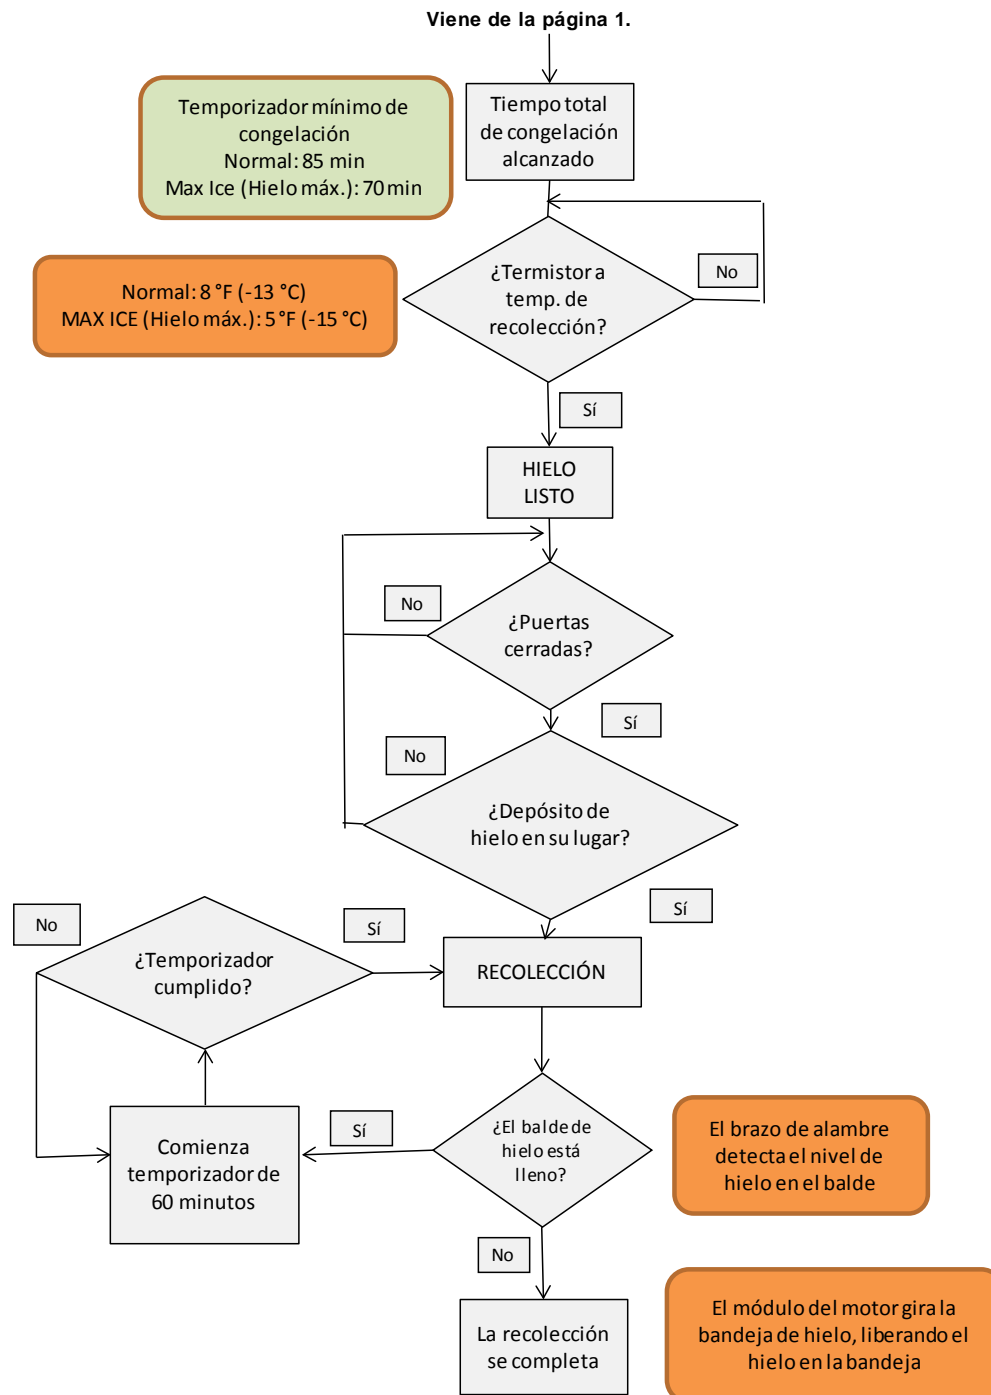 Viene de la página 1.
Temporizador mínimo de
congelación
Normal: 85 min
Max Ice (Hielo máx.): 70 min
Tiempo total
de congelación
alcanzado
Normal: 8 °F (-13 °C)
MAX ICE (Hielo máx.): 5 °F (-15 °C)
¿Termistor a
temp. de
recolección?
No
Sí
HIELO
LISTO
No
¿Puertas
cerradas?
Sí
No
¿Depósito de
hielo en su lugar?
Sí
No
¿Temporizador
cumplido?
Sí
RECOLECCIÓN
Comienza
temporizador de
60 minutos
Sí
¿El balde de
hielo está
lleno?
El brazo de alambre
detecta el nivel de
hielo en el balde
No
La recolección
se completa
El módulo del motor gira la
bandeja de hielo, liberando el
hielo en la bandeja